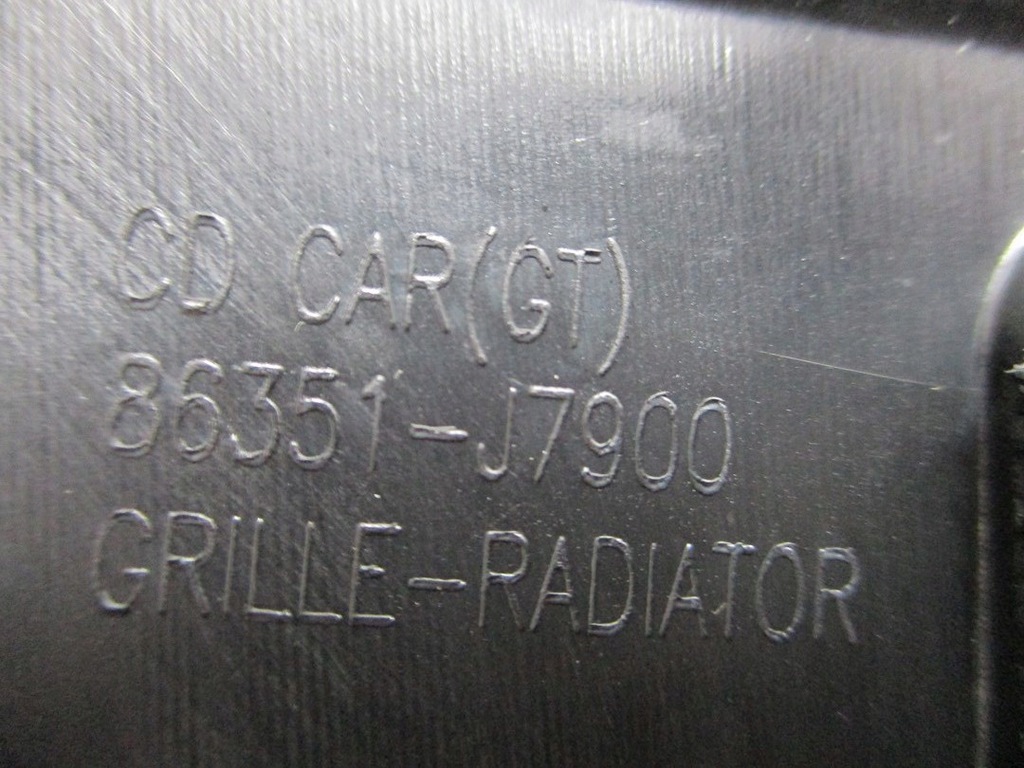 CD CAR(GT)
86351-J7900
GRILLE-RADIATOR